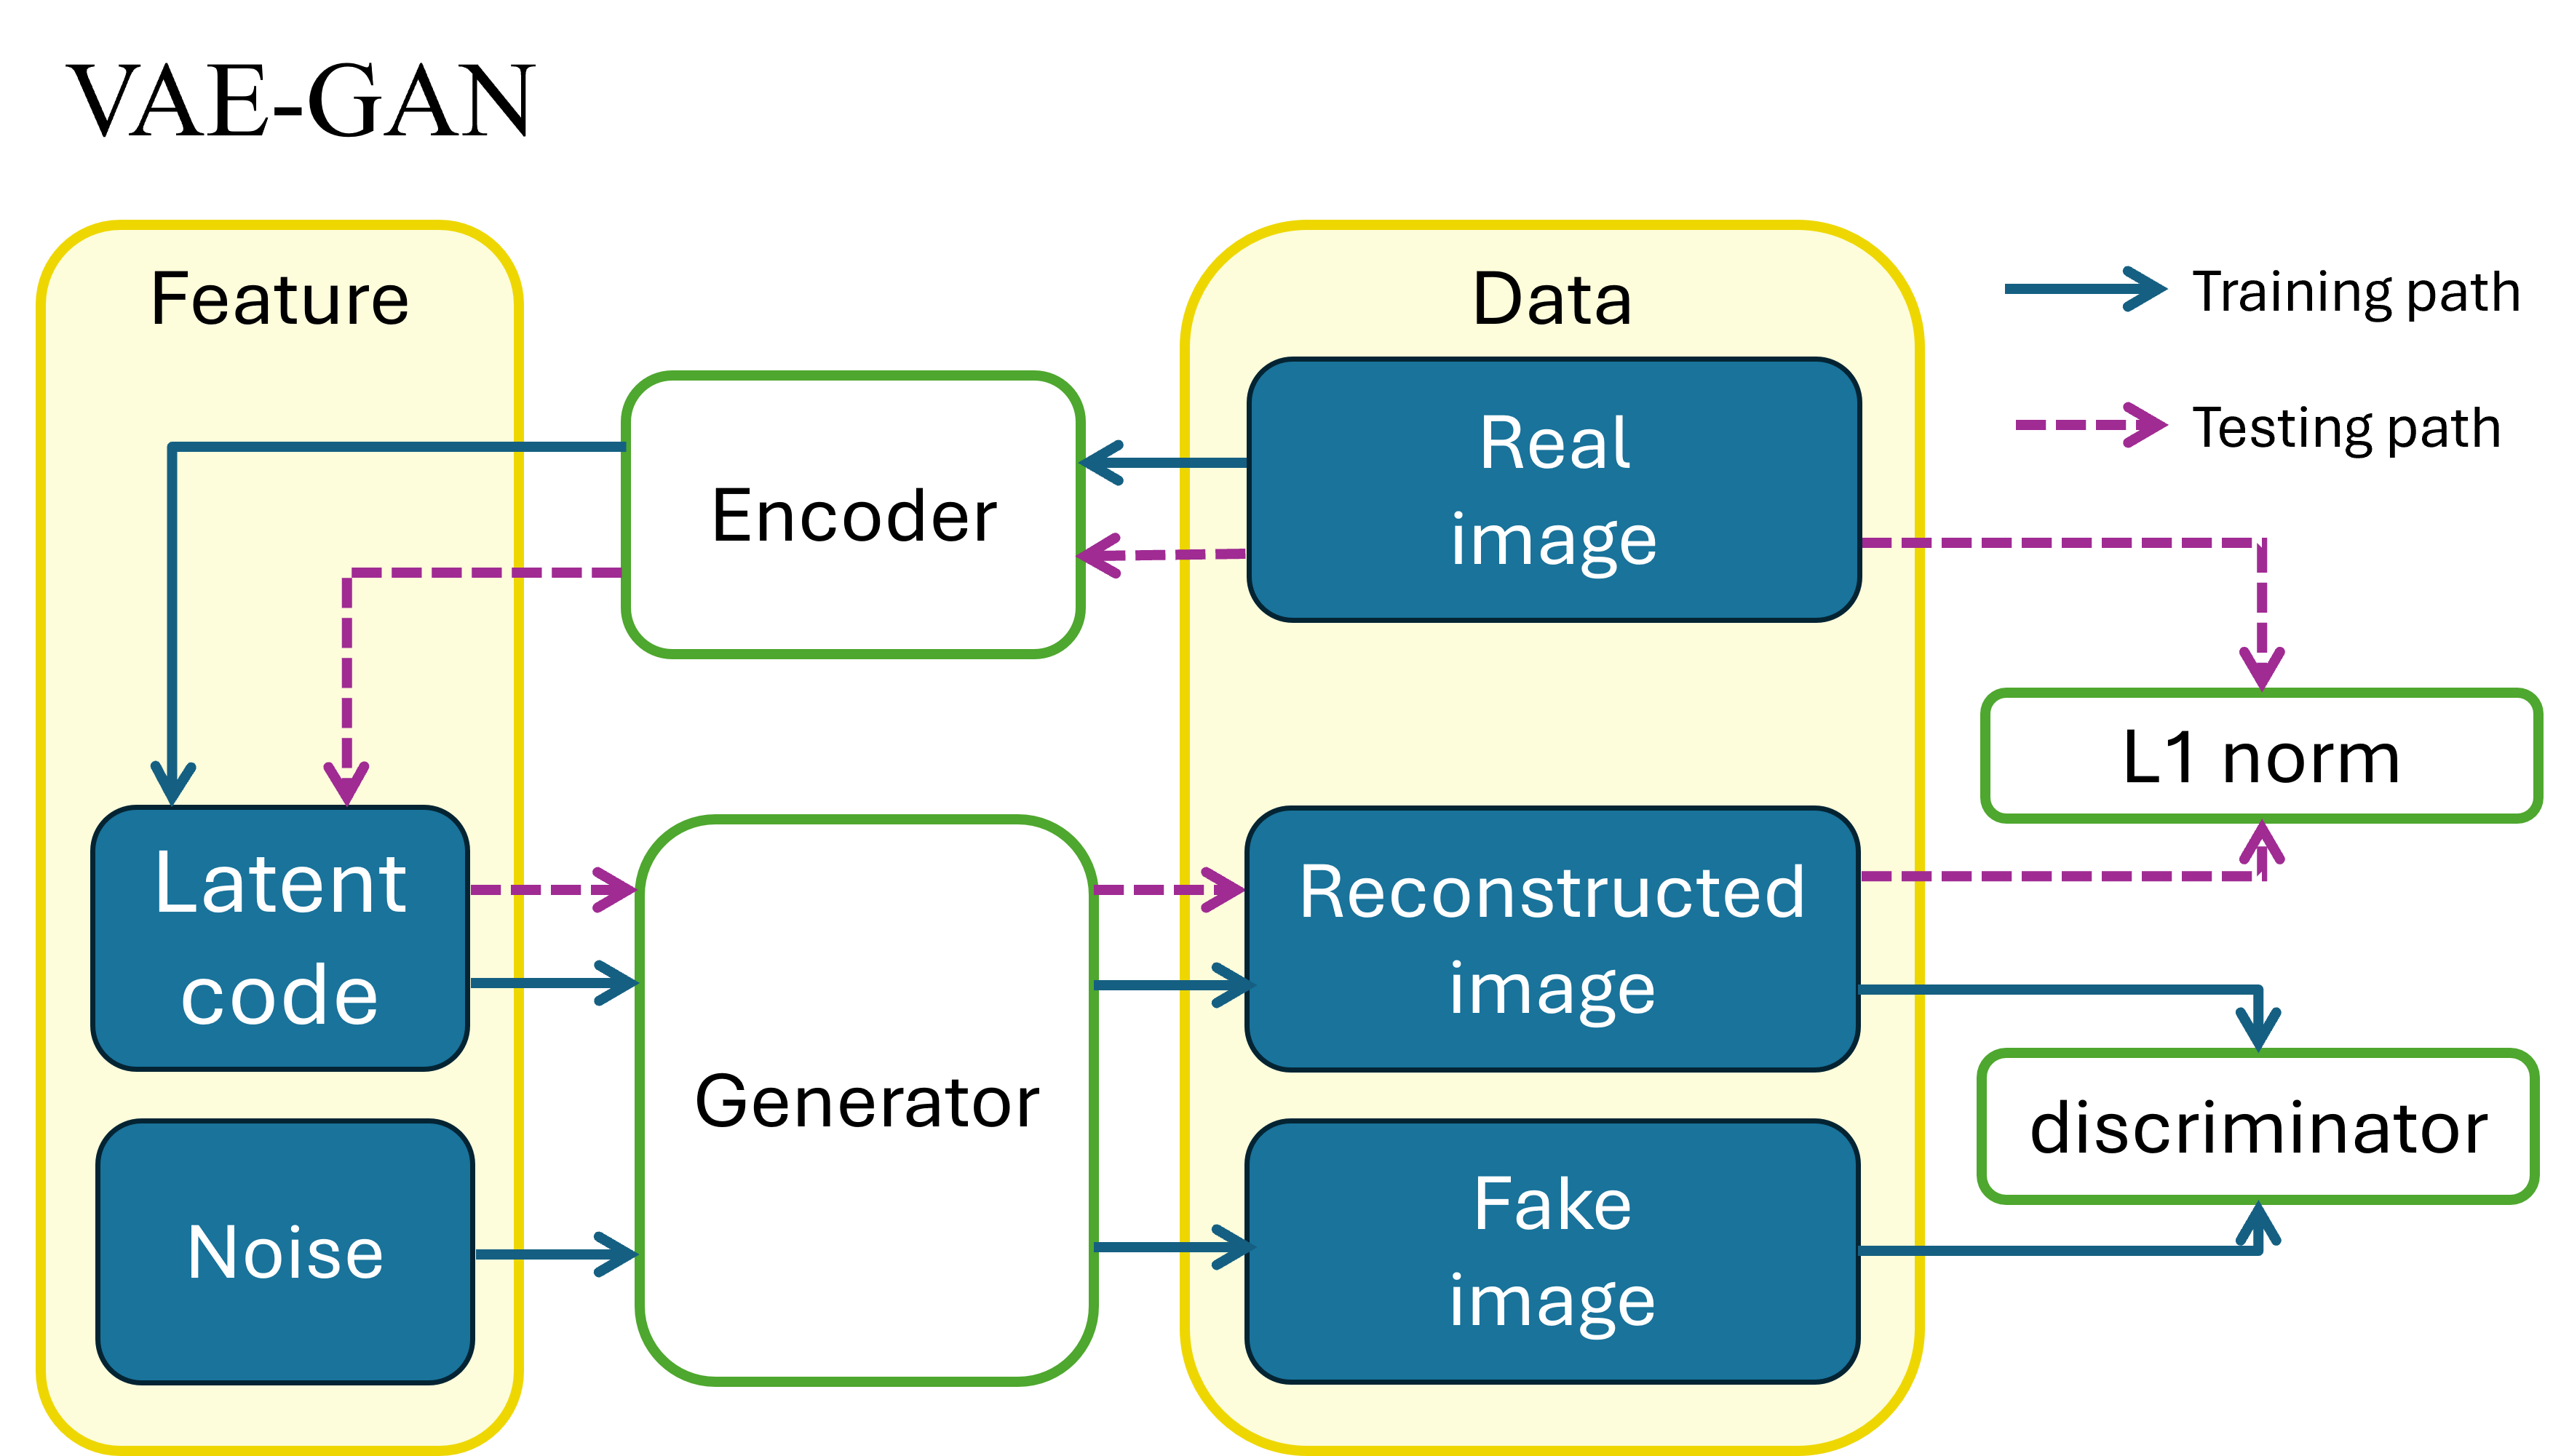 VAE-GAN
Feature
Data
Training path
Testing path
Encoder
Real
image
L1 norm
Latent
code
Generator
Reconstructed
image
discriminator
Noise
Fake
image